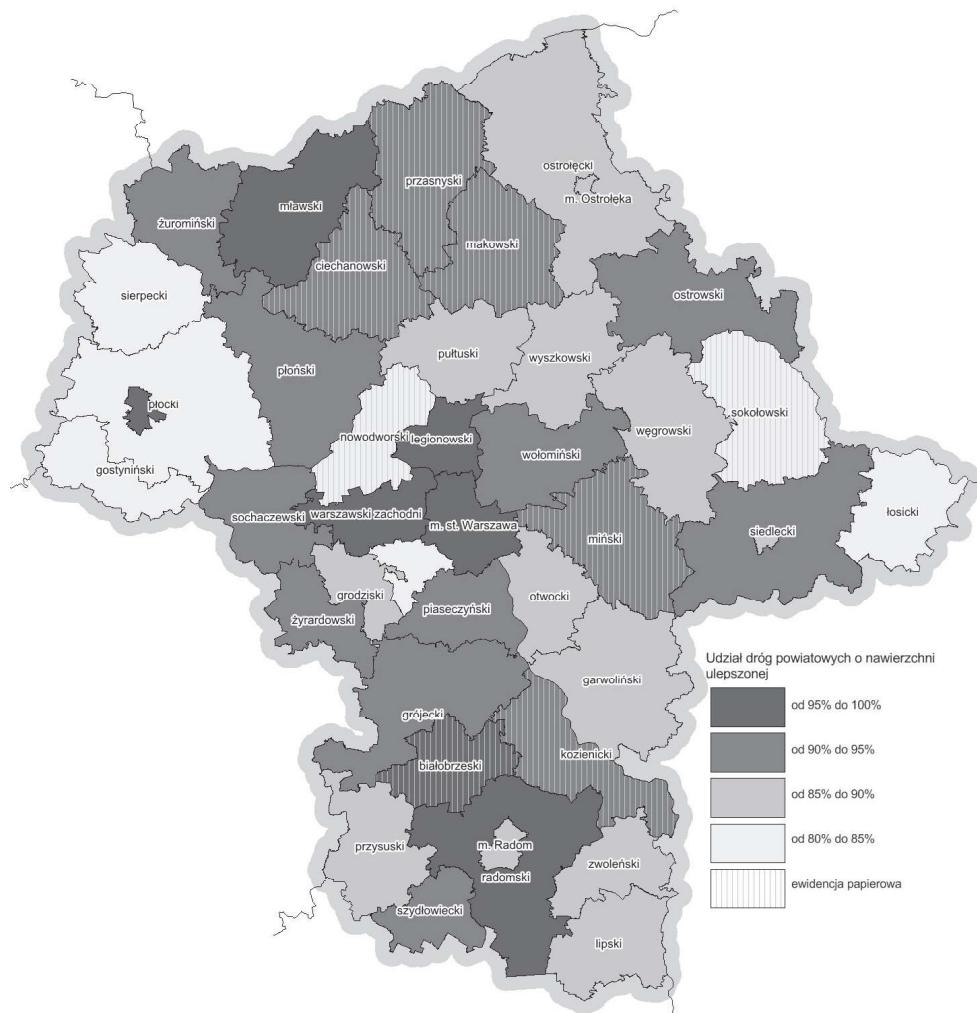 ostrołęcki
m. Ostrołęka
przasnyski
mławski
żuromiński
makowski
ciechanowski
sierpecki
ostrowski
pułtuski
wyszkowski
płoński
płocki
sokołowski
nowodworski
legionowski
węgrowski
wołomiński
gostyniński
warszawski zachodni
sochaczewski
m. st. Warszawa
łosicki
siedlecki
miński
grodziski
otwocki
piaseczyński
żyrardowski
garwoliński
grójecki
kozienicki
białobrzeski
przysuski
m. Radom
radomski
zwoleński
szydłowiecki
lipski
Udział dróg powiatowych o nawierzchni
ulepszonej
od 95% do 100%
od 90% do 95%
od 85% do 90%
od 80% do 85%
ewidencja papierowa